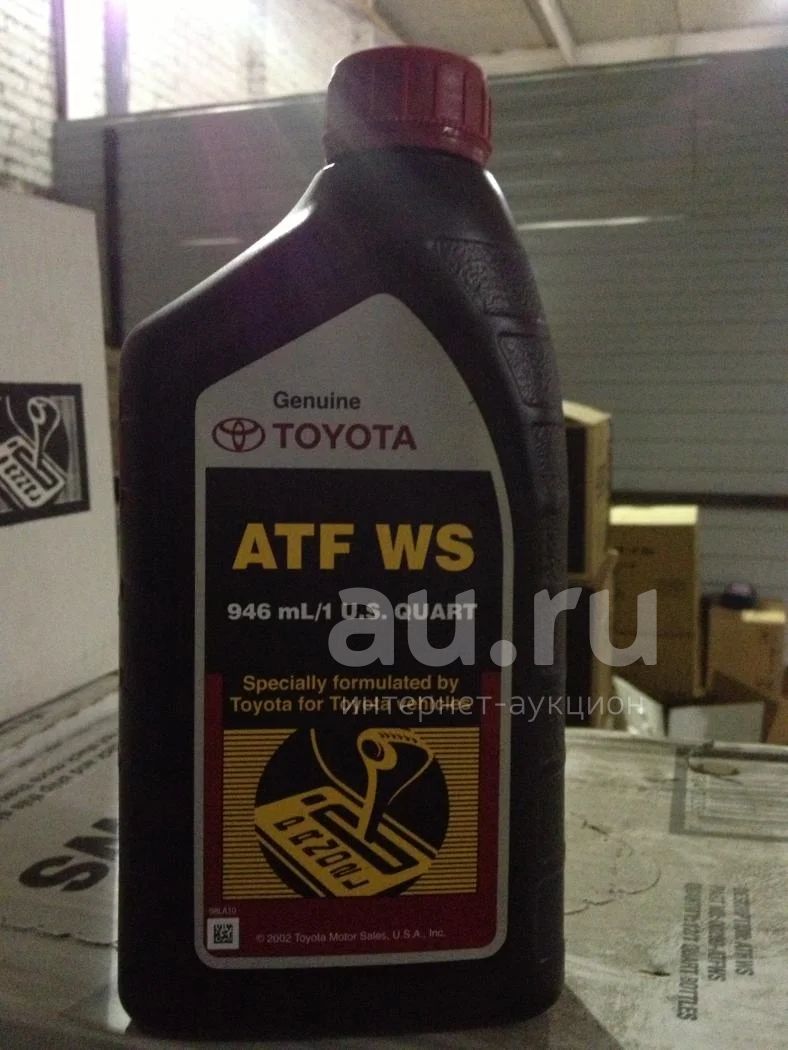 Genuine
TOYOTA
ATF WS
946 mL/1 U.S. QUART
au.ru
интернет-аукцион
Specially formulated by
Toyota for Toyota vehicles
© 2002 Toyota Motor Sales, U.S.A., Inc.
SM